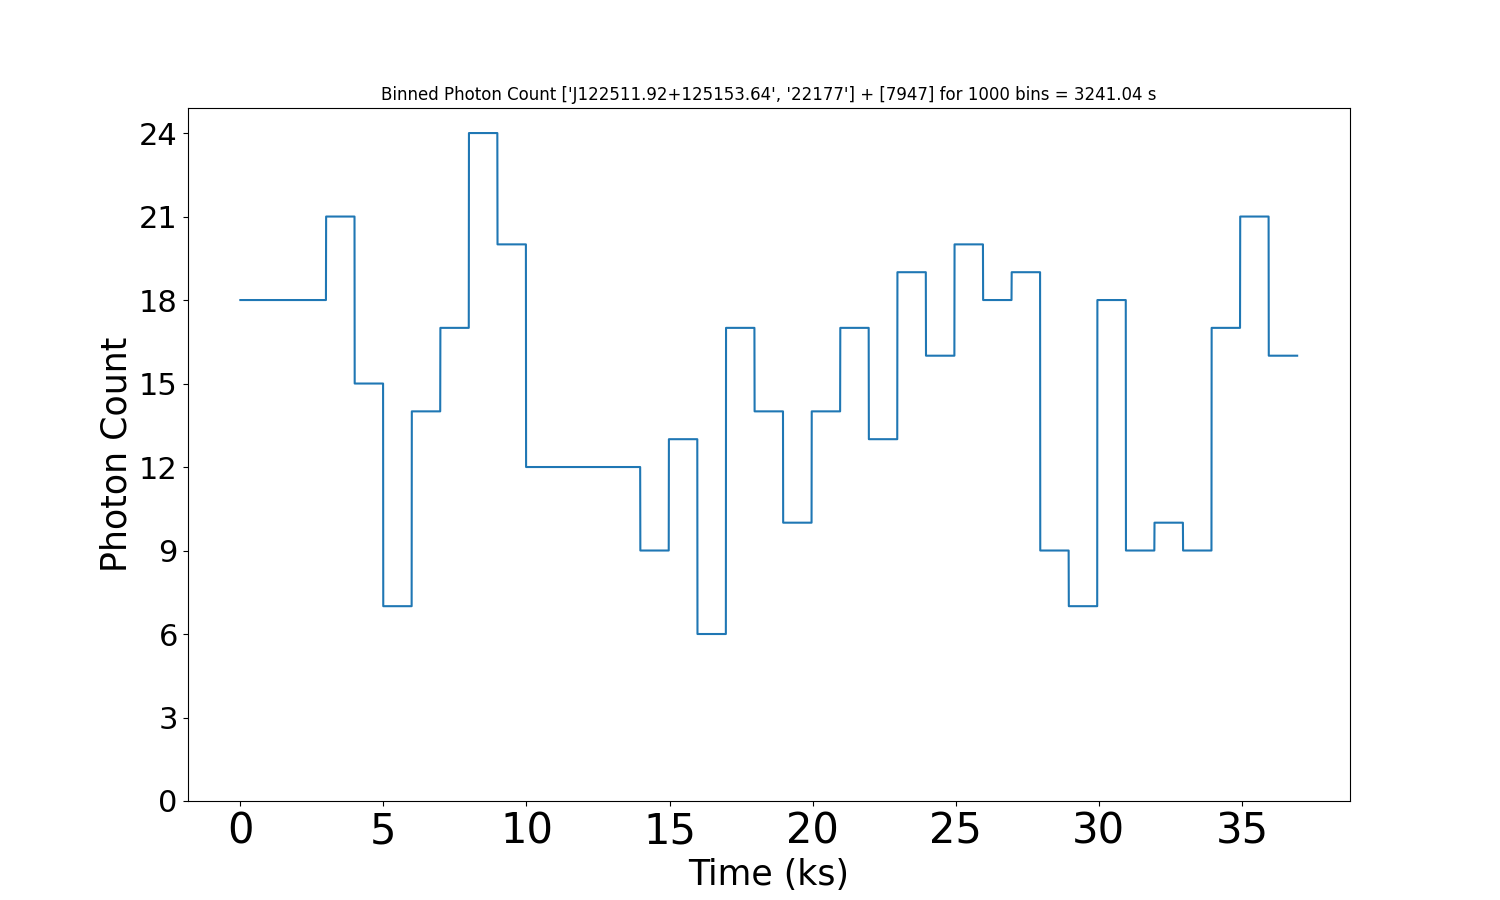 Binned Photon Count ['J122511.92+125153.64', '22177'] + [7947] for 1000 bins = 3241.04 s
24
21
18
15
12
9
6
3
0
Photon Count
0 5 10 15 20 25 30 35
Time (ks)